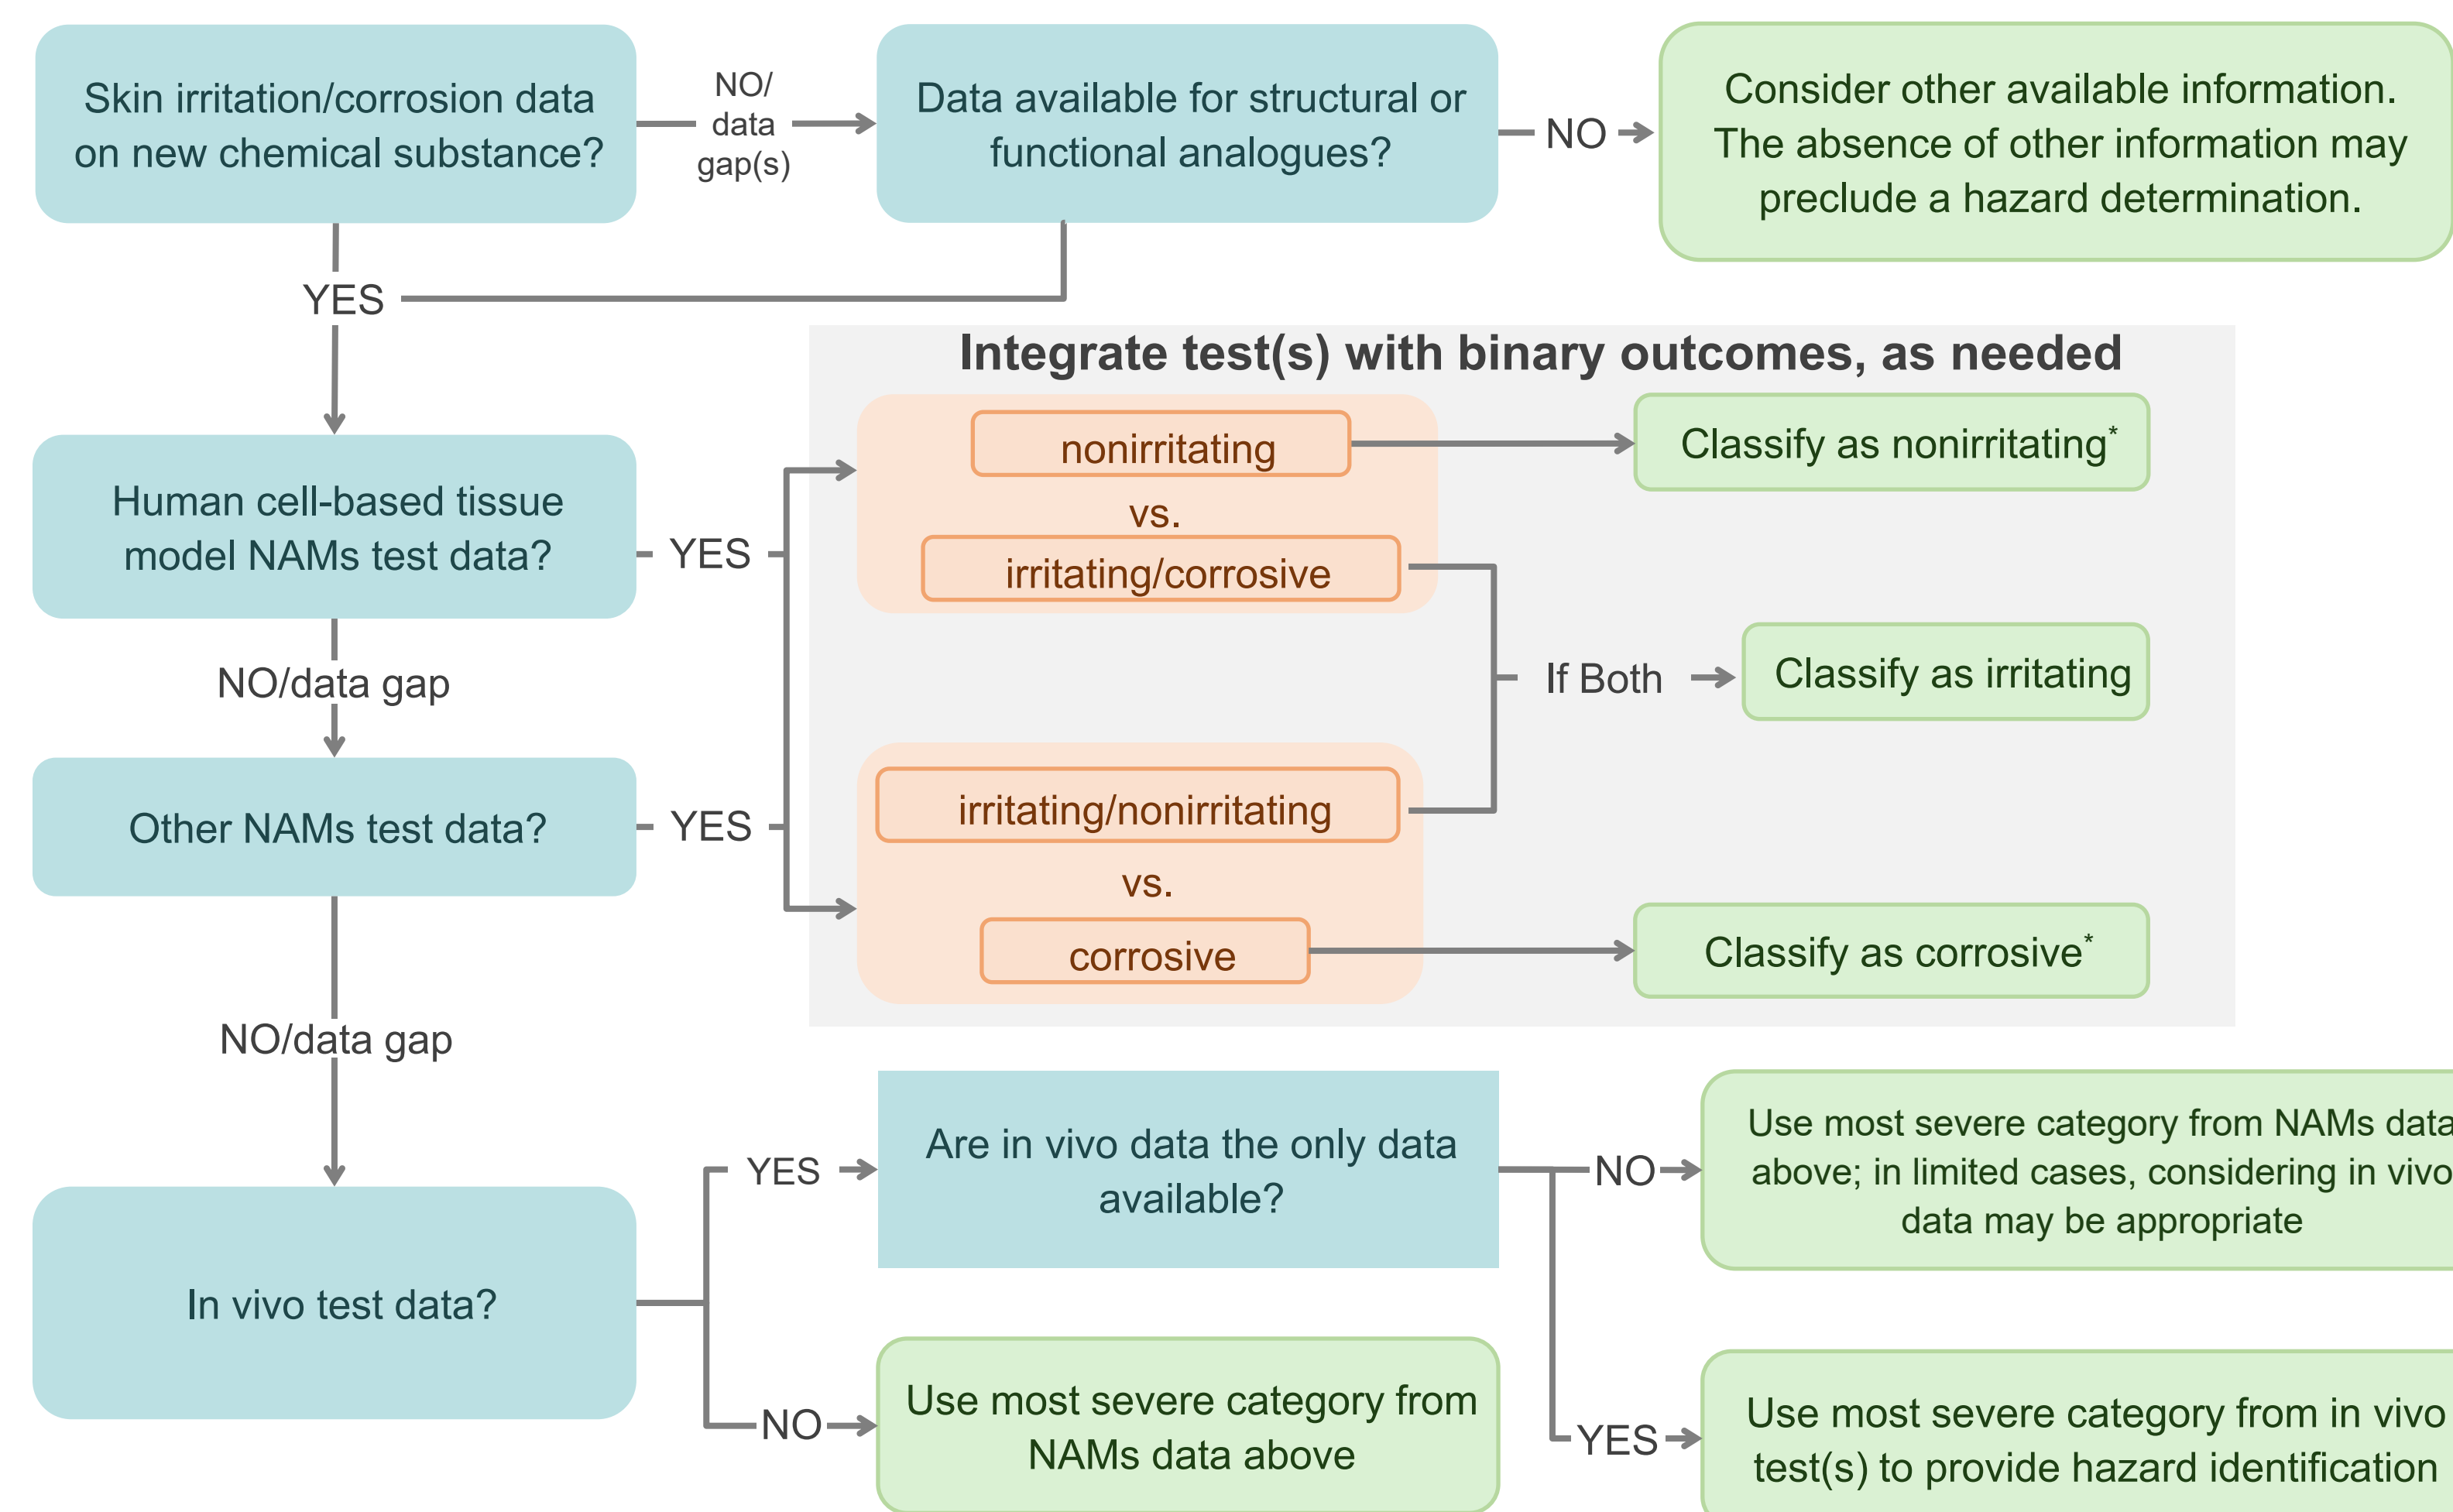 Skin irritation/corrosion data
on new chemical substance?
NO/
data
gap(s)
Data available for structural or
functional analogues?
NO
Consider other available information.
The absence of other information may
preclude a hazard determination.
YES
Integrate test(s) with binary outcomes, as needed
Human cell-based tissue
model NAMs test data?
YES
nonirritating
vs.
irritating/corrosive
Classify as nonirritating*
If Both
Classify as irritating
NO/data gap
Other NAMs test data?
YES
irritating/nonirritating
vs.
corrosive
Classify as corrosive*
NO/data gap
In vivo test data?
YES
Are in vivo data the only data
available?
NO
Use most severe category from NAMs data
above; in limited cases, considering in vivo
data may be appropriate
NO
Use most severe category from
NAMs data above
YES
Use most severe category from in vivo
test(s) to provide hazard identification